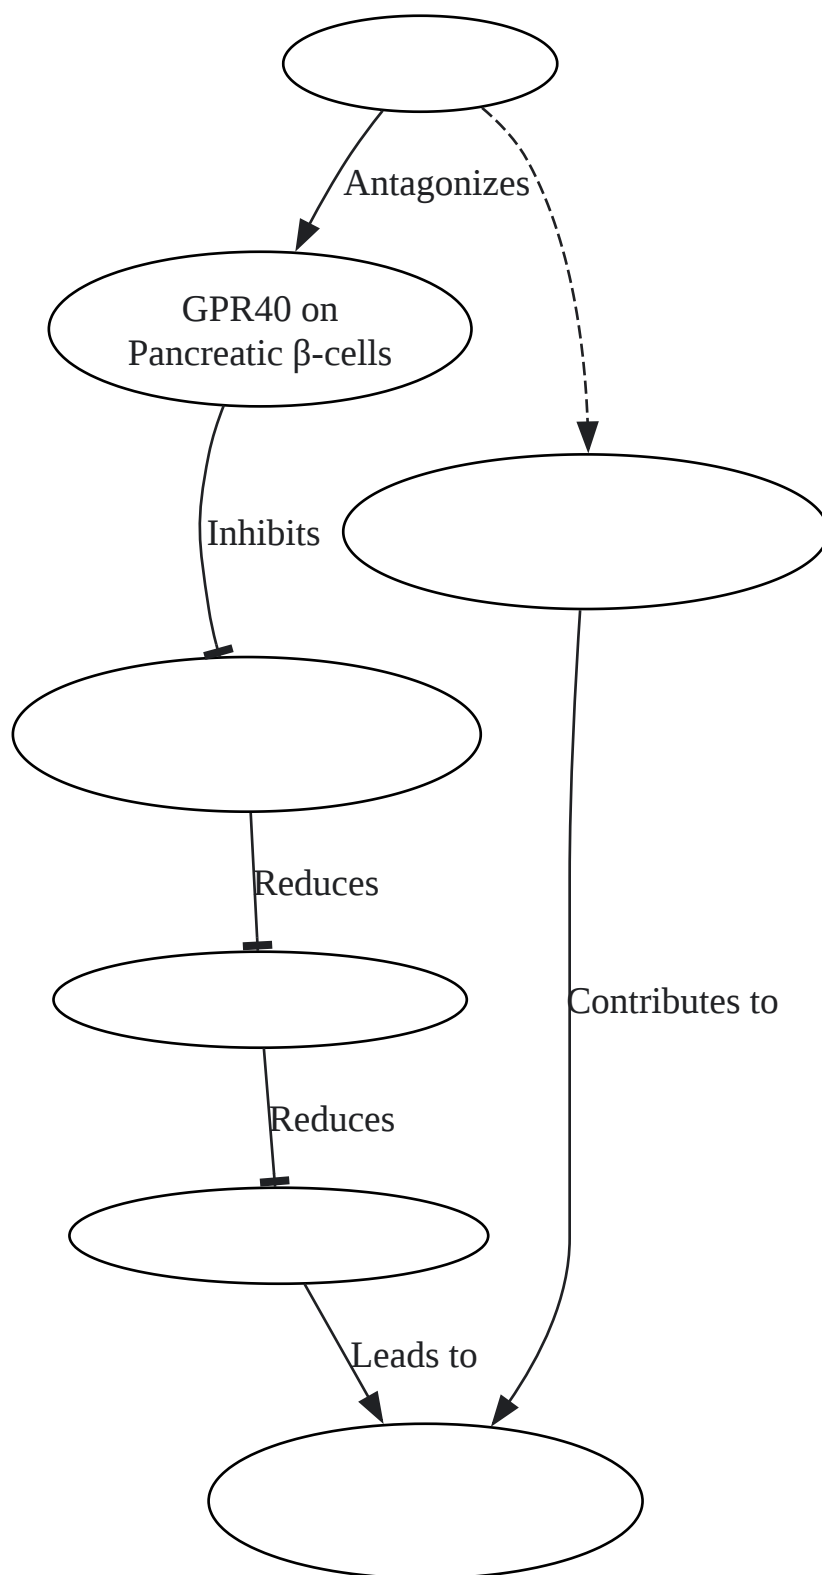 Antagonizes
GPR40 on
Pancreatic β-cells
Inhibits
Reduces
Contributes to
Reduces
Leads to